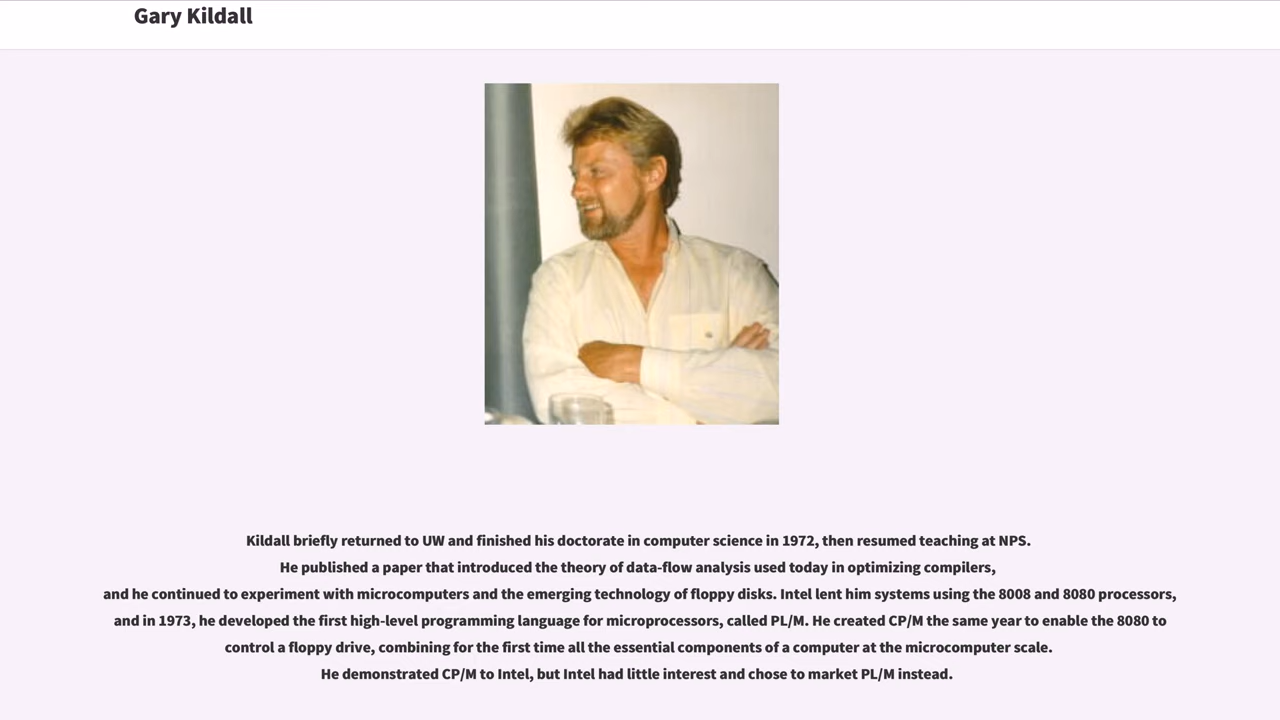 Gary Kildall
Kildall briefly returned to UW and finished his doctorate in computer science in 1972, then resumed teaching at NPS.
He published a paper that introduced the theory of data-flow analysis used today in optimizing compilers,
and he continued to experiment with microcomputers and the emerging technology of floppy disks. Intel lent him systems using the 8008 and 8080 processors,
and in 1973, he developed the first high-level programming language for microprocessors, called PL/M. He created CP/M the same year to enable the 8080 to
control a floppy drive, combining for the first time all the essential components of a computer at the microcomputer scale.
He demonstrated CP/M to Intel, but Intel had little interest and chose to market PL/M instead.